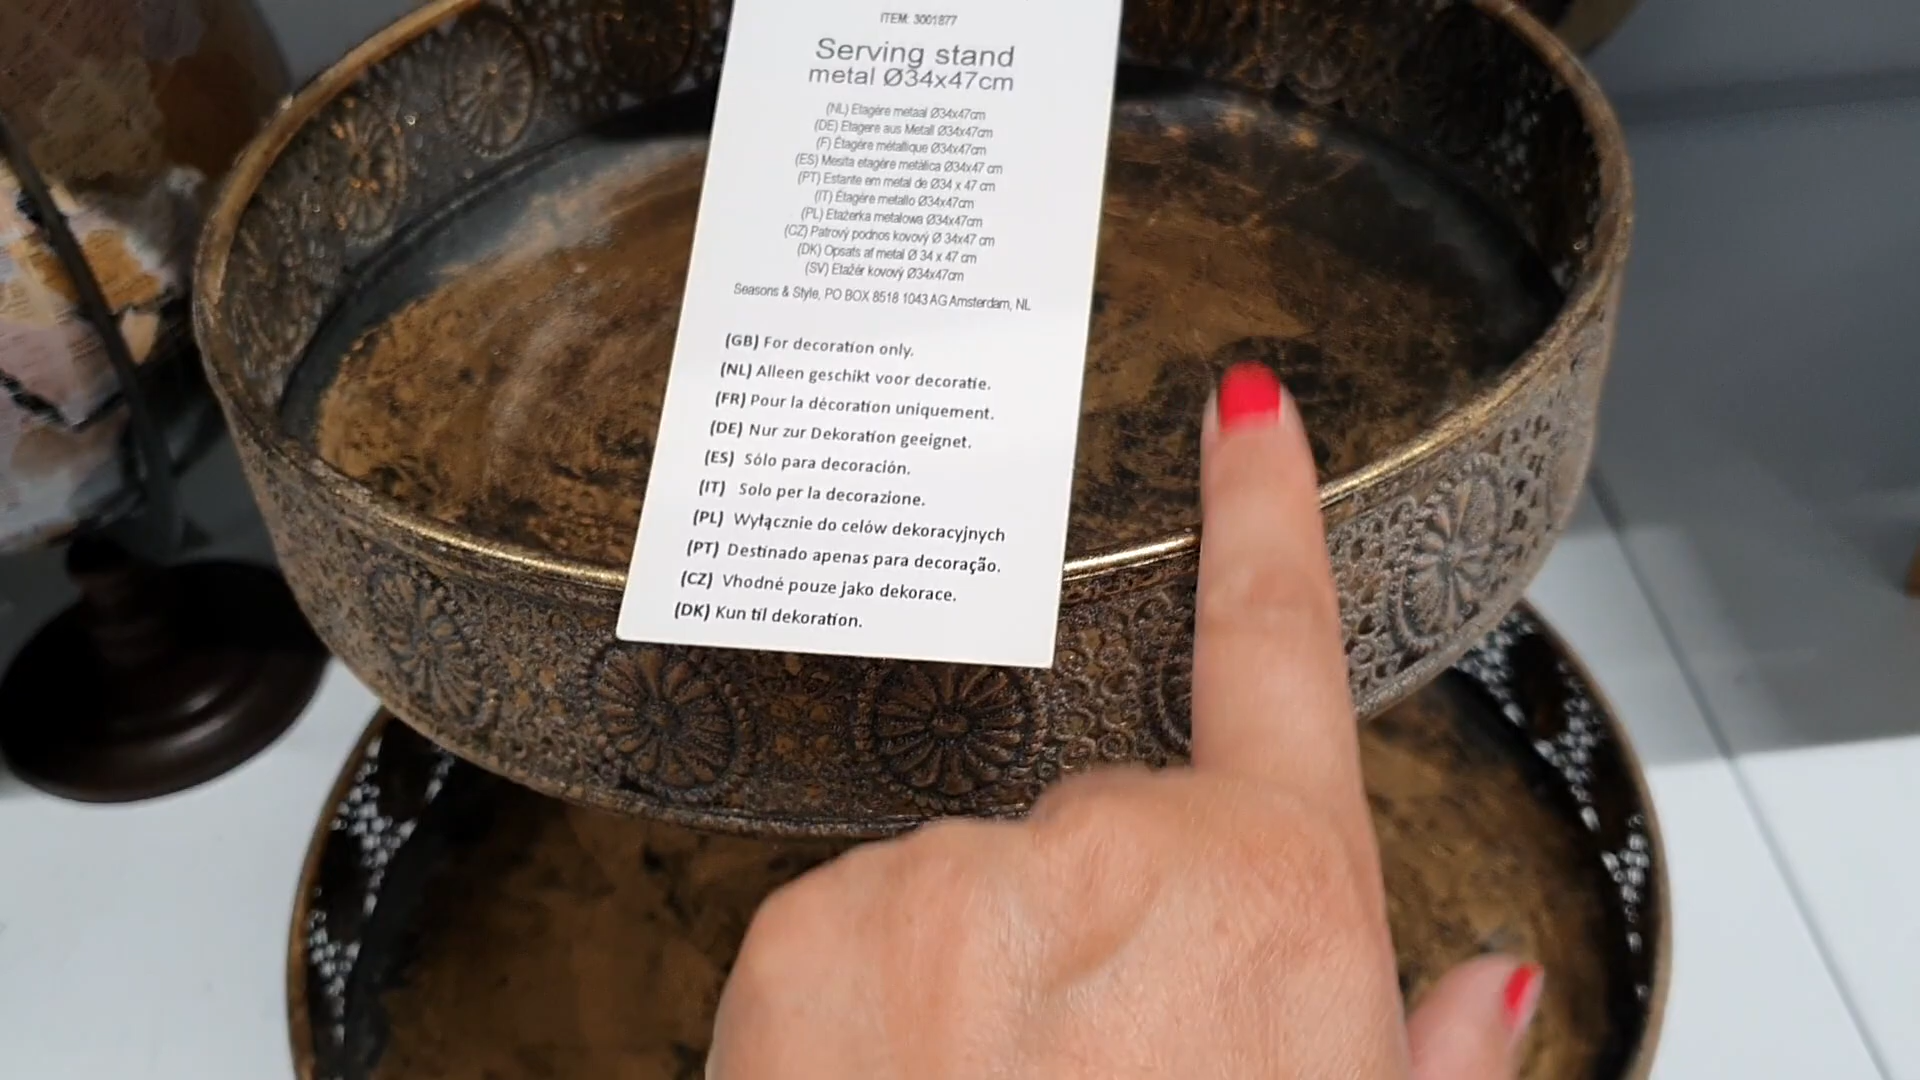 ITEM: 3001877
Serving stand
metal Ø34x47cm
(NL) Etagère metaal Ø34x47cm
(DE) Etagere aus Metall Ø34x47cm
(F) Étagère métallique Ø34x47cm
(ES) Mesita etagère metálica Ø34x47 cm
(PT) Estante em metal de Ø34 x 47 cm
(IT) Étagère metallo Ø34x47cm
(PL) Etażerka metalowa Ø34x47cm
(CZ) Patrový podnos kovový Ø 34x47 cm
(DK) Opsats af metal Ø 34 x 47 cm
(SV) Etažér kovový Ø34x47cm
Seasons & Style, PO BOX 8518 1043 AG Amsterdam, NL
(GB) For decoration only.
(NL) Alleen geschikt voor decoratie.
(FR) Pour la décoration uniquement.
(DE) Nur zur Dekoration geeignet.
(ES) Sólo para decoración.
(IT) Solo per la decorazione.
(PL) Wyłącznie do celów dekoracyjnych
(PT) Destinado apenas para decoração.
(CZ) Vhodné pouze jako dekorace.
(DK) Kun til dekoration.